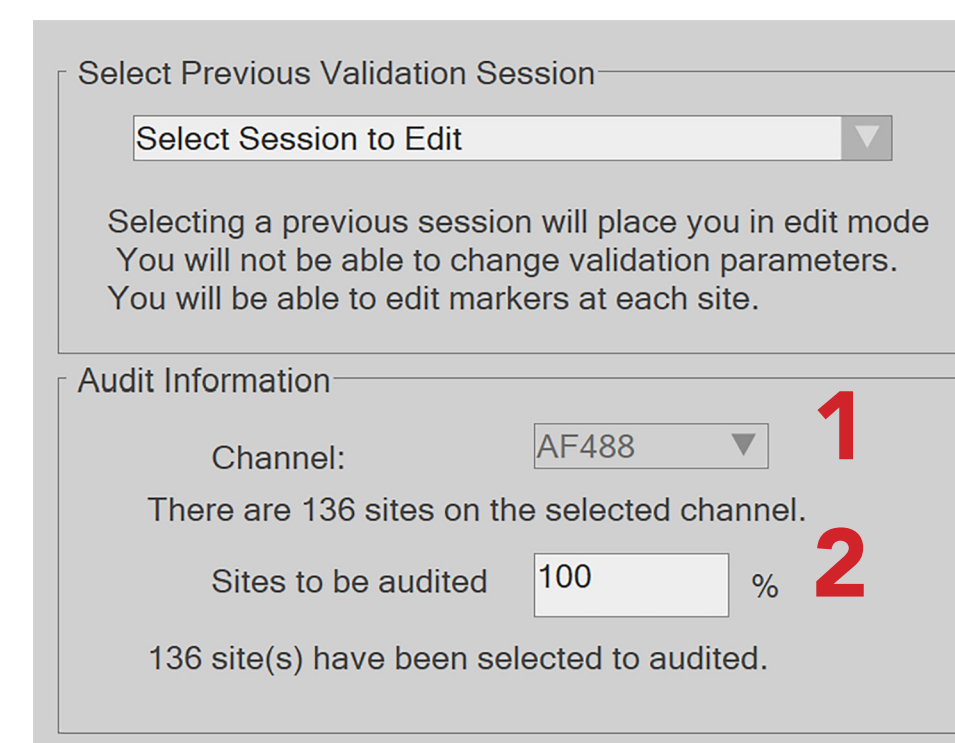 Select Previous Validation Session
Select Session to Edit
Selecting a previous session will place you in edit mode
You will not be able to change validation parameters.
You will be able to edit markers at each site.
Audit Information
Channel: AF488 1
There are 136 sites on the selected channel.
Sites to be audited 100 % 2
136 site(s) have been selected to audited.